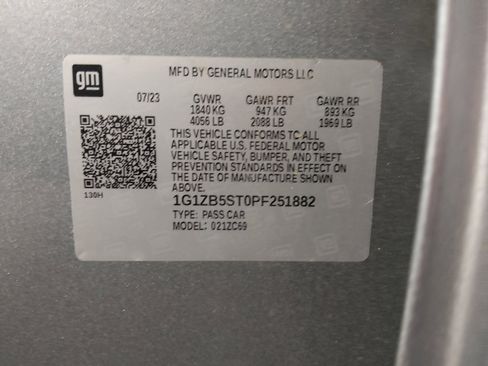 gm
MFD BY GENERAL MOTORS LLC
07/23 GVWR GAWR FRT GAWR RR
1840 KG 947 KG 893 KG
4056 LB 2088 LB 1969 LB
THIS VEHICLE CONFORMS TO ALL
APPLICABLE U.S. FEDERAL MOTOR
VEHICLE SAFETY, BUMPER, AND THEFT
PREVENTION STANDARDS IN EFFECT ON
THE DATE OF MANUFACTURE SHOWN
ABOVE.
130H
1G1ZB5ST0PF251882
TYPE: PASS CAR
MODEL: 021ZC69